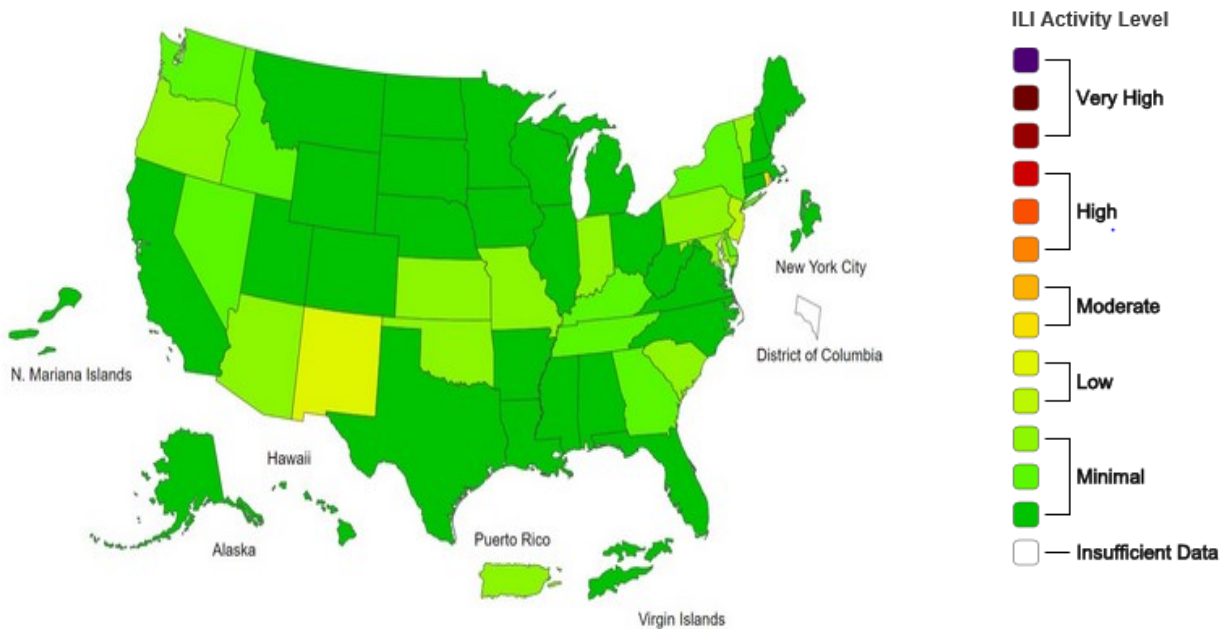 ILI Activity Level
Very High
High
Moderate
Low
Minimal
Insufficient Data
New York City
District of Columbia
N. Mariana Islands
Hawaii
Alaska
Puerto Rico
Virgin Islands